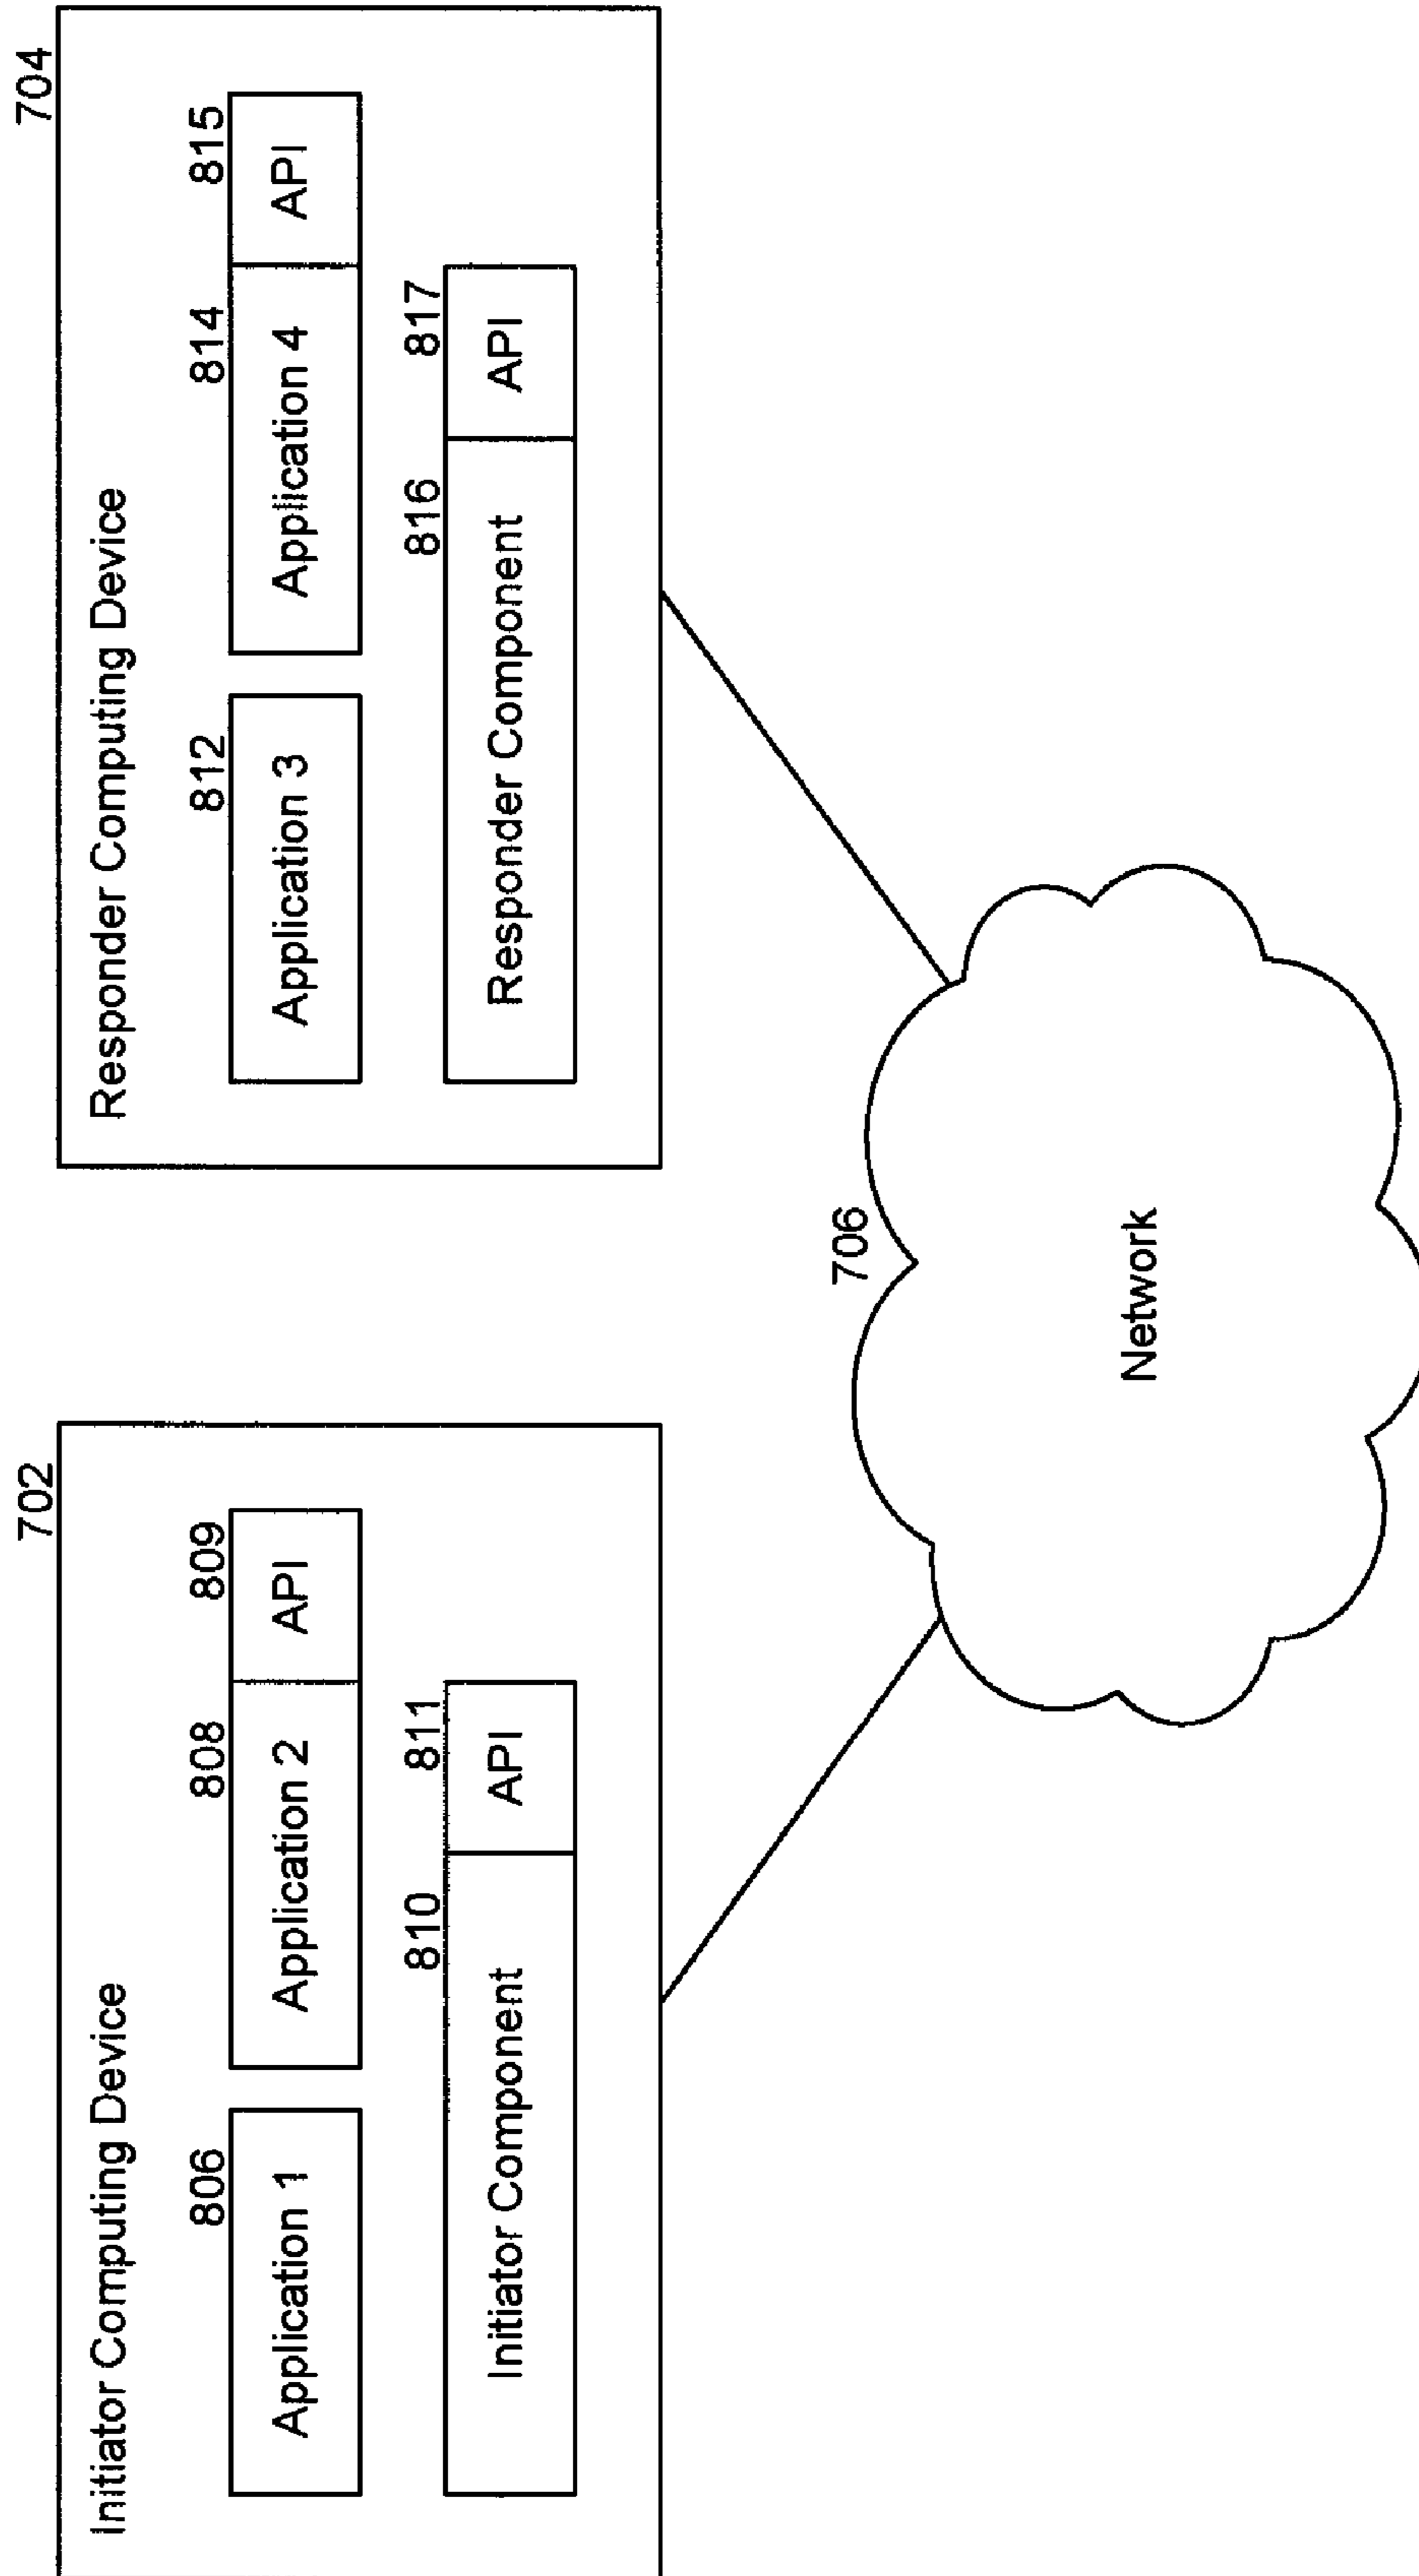 702
Initiator Computing Device
806
Application 1
808
Application 2
809
API
810
Initiator Component
811
API
704
Responder Computing Device
812
Application 3
814
Application 4
815
API
816
Responder Component
817
API
706
Network